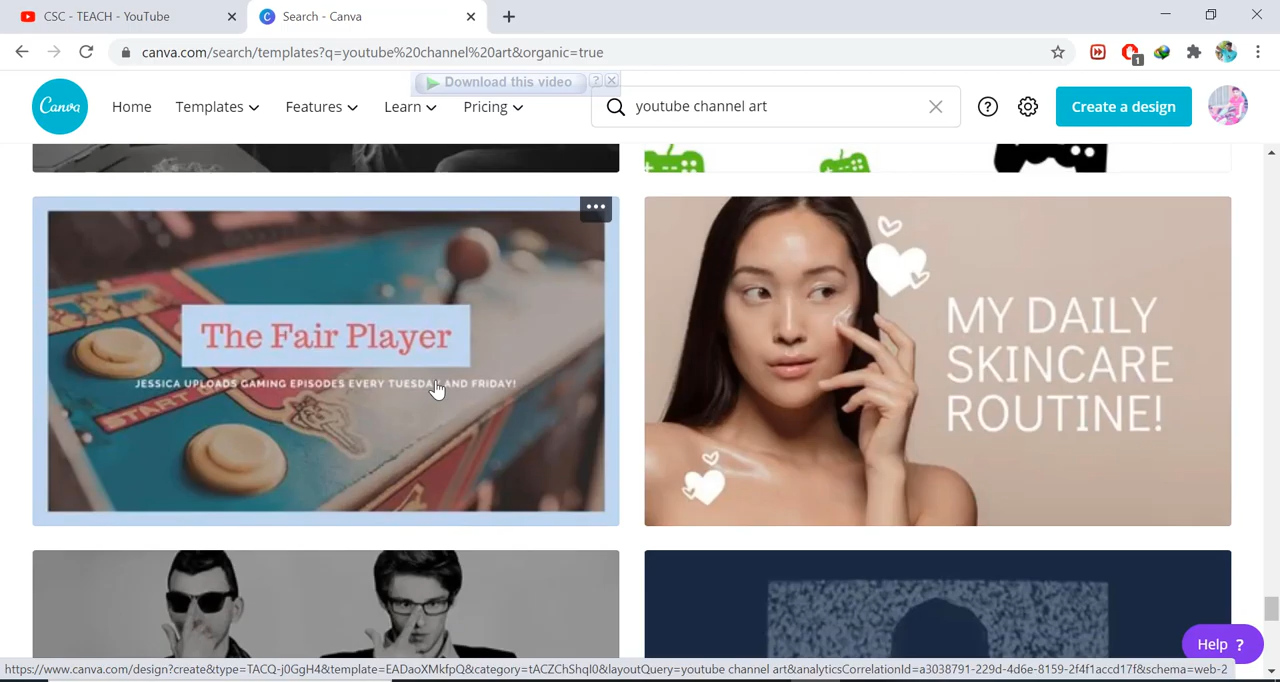 CSC - TEACH - YouTube
Search - Canva
canva.com/search/templates?q=youtube%20channel%20art&organic=true
Download this video
?
Canva
Home
Templates
Features
Learn
Pricing
youtube channel art
?
Create a design
1
The Fair Player
JESSICA UPLOADS GAMING EPISODES EVERY TUESDAY AND FRIDAY!
START
MY DAILY
SKINCARE
ROUTINE!
Help ?
https://www.canva.com/design?create&type=TACQ-j0GgH4&template=EADaoXMkfpQ&category=tACZChShqI0&layoutQuery=youtube channel art&analyticsCorrelationId=a3038791-229d-4d6e-8159-2f4f1accd17f&schema=web-2